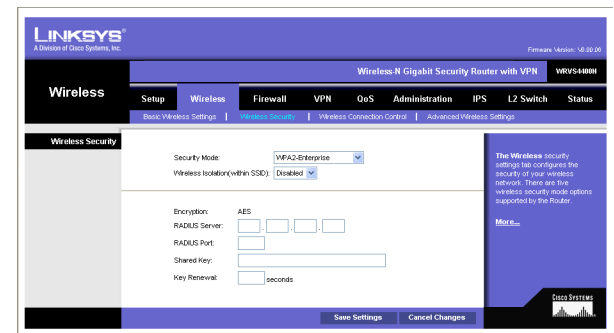 LINKSYS®
A Division of Cisco Systems, Inc.
Firmware Version: V0.00.06
Wireless-N Gigabit Security Router with VPN WRVS4400N
Wireless
Setup Wireless Firewall VPN QoS Administration IPS L2 Switch Status
Basic Wireless Settings | Wireless Security | Wireless Connection Control | Advanced Wireless Settings
Wireless Security
Security Mode: WPA2-Enterprise
Wireless Isolation(within SSID): Disabled
Encryption: AES
RADIUS Server: . . .
RADIUS Port:
Shared Key:
Key Renewal: seconds
The Wireless security
settings tab configures the
security of your wireless
network. There are five
wireless security mode options
supported by the Router.
More...
Save Settings Cancel Changes
CISCO SYSTEMS